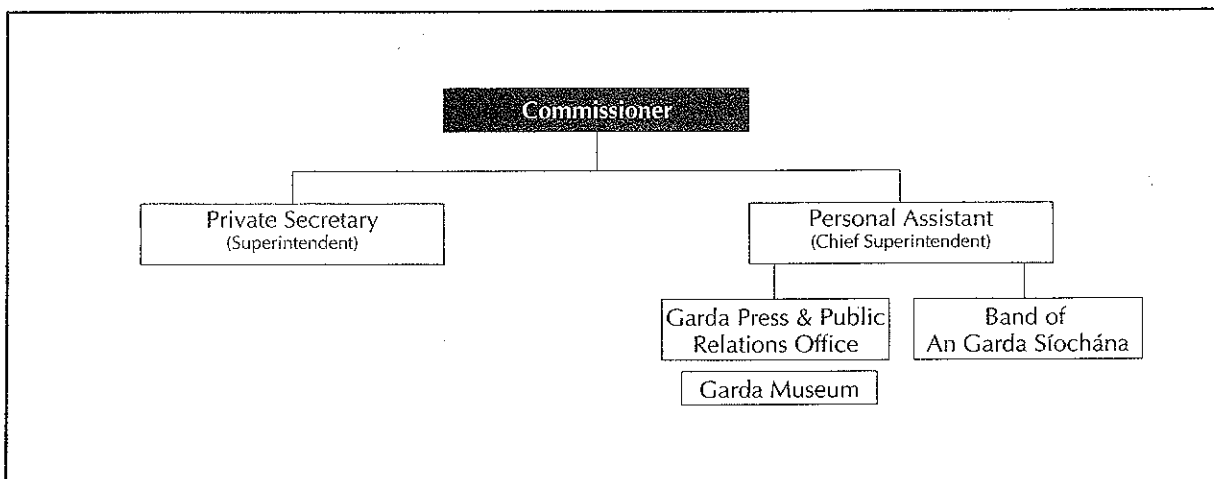 Commissioner
Private Secretary
(Superintendent)
Personal Assistant
(Chief Superintendent)
Garda Press & Public
Relations Office
Band of
An Garda Síochána
Garda Museum